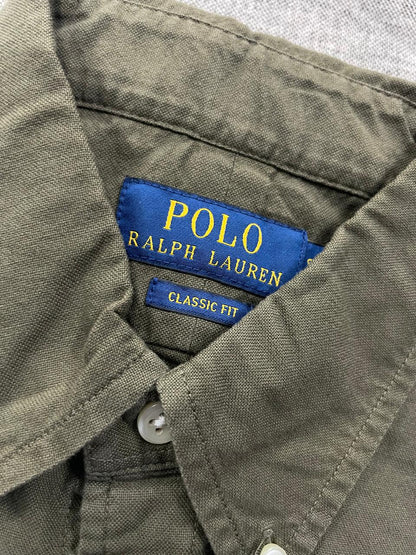 POLO
RALPH LAUREN
CLASSIC FIT